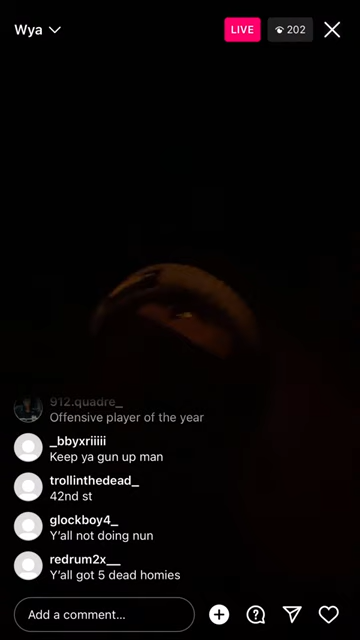 Wya
LIVE
202
912.quadre_
Offensive player of the year
_bbyxriiiii
Keep ya gun up man
trollinthedead_
42nd st
glockboy4_
Y'all not doing nun
redrum2x__
Y'all got 5 dead homies
Add a comment...